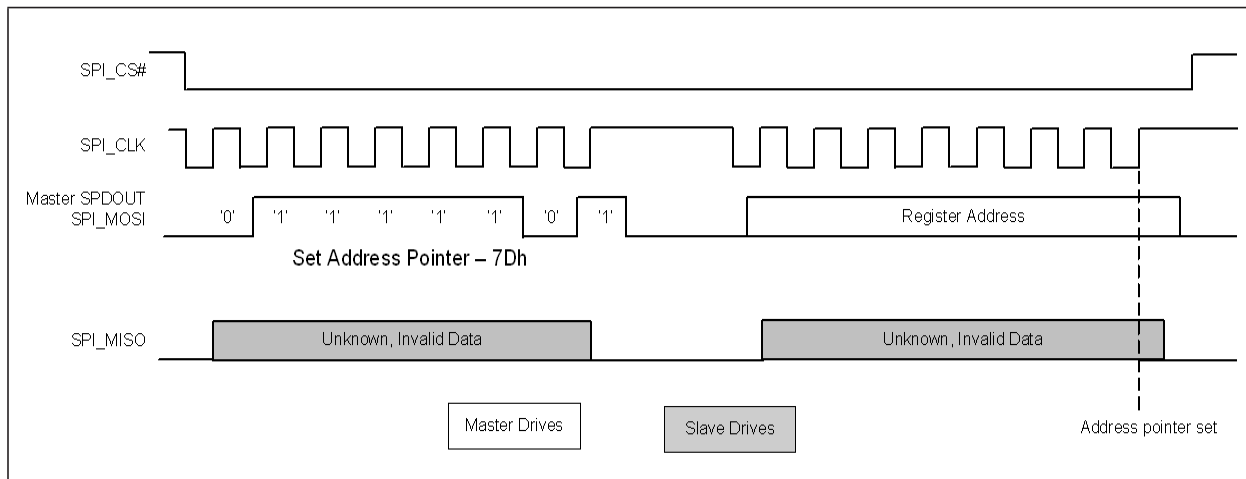 SPI_CS#
SPI_CLK
Master SPDOUT
SPI_MOSI
'0' '1' '1' '1' '1' '1' '0' '1'
Register Address
Set Address Pointer – 7Dh
SPI_MISO
Unknown, Invalid Data
Unknown, Invalid Data
Master Drives
Slave Drives
Address pointer set